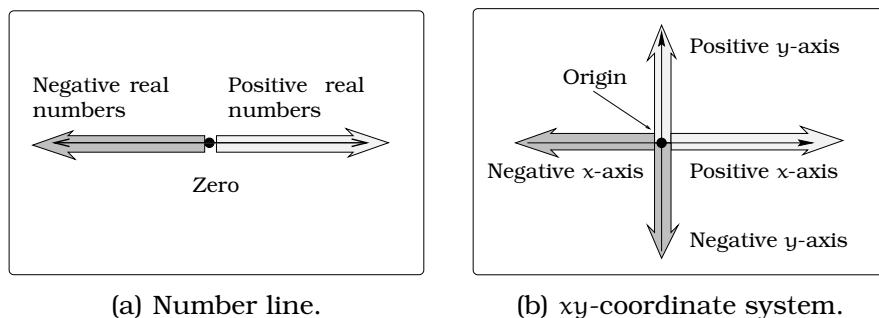 Negative real
numbers
Positive real
numbers
Zero
(a) Number line.
Positive y-axis
Origin
Negative x-axis
Positive x-axis
Negative y-axis
(b) xy-coordinate system.